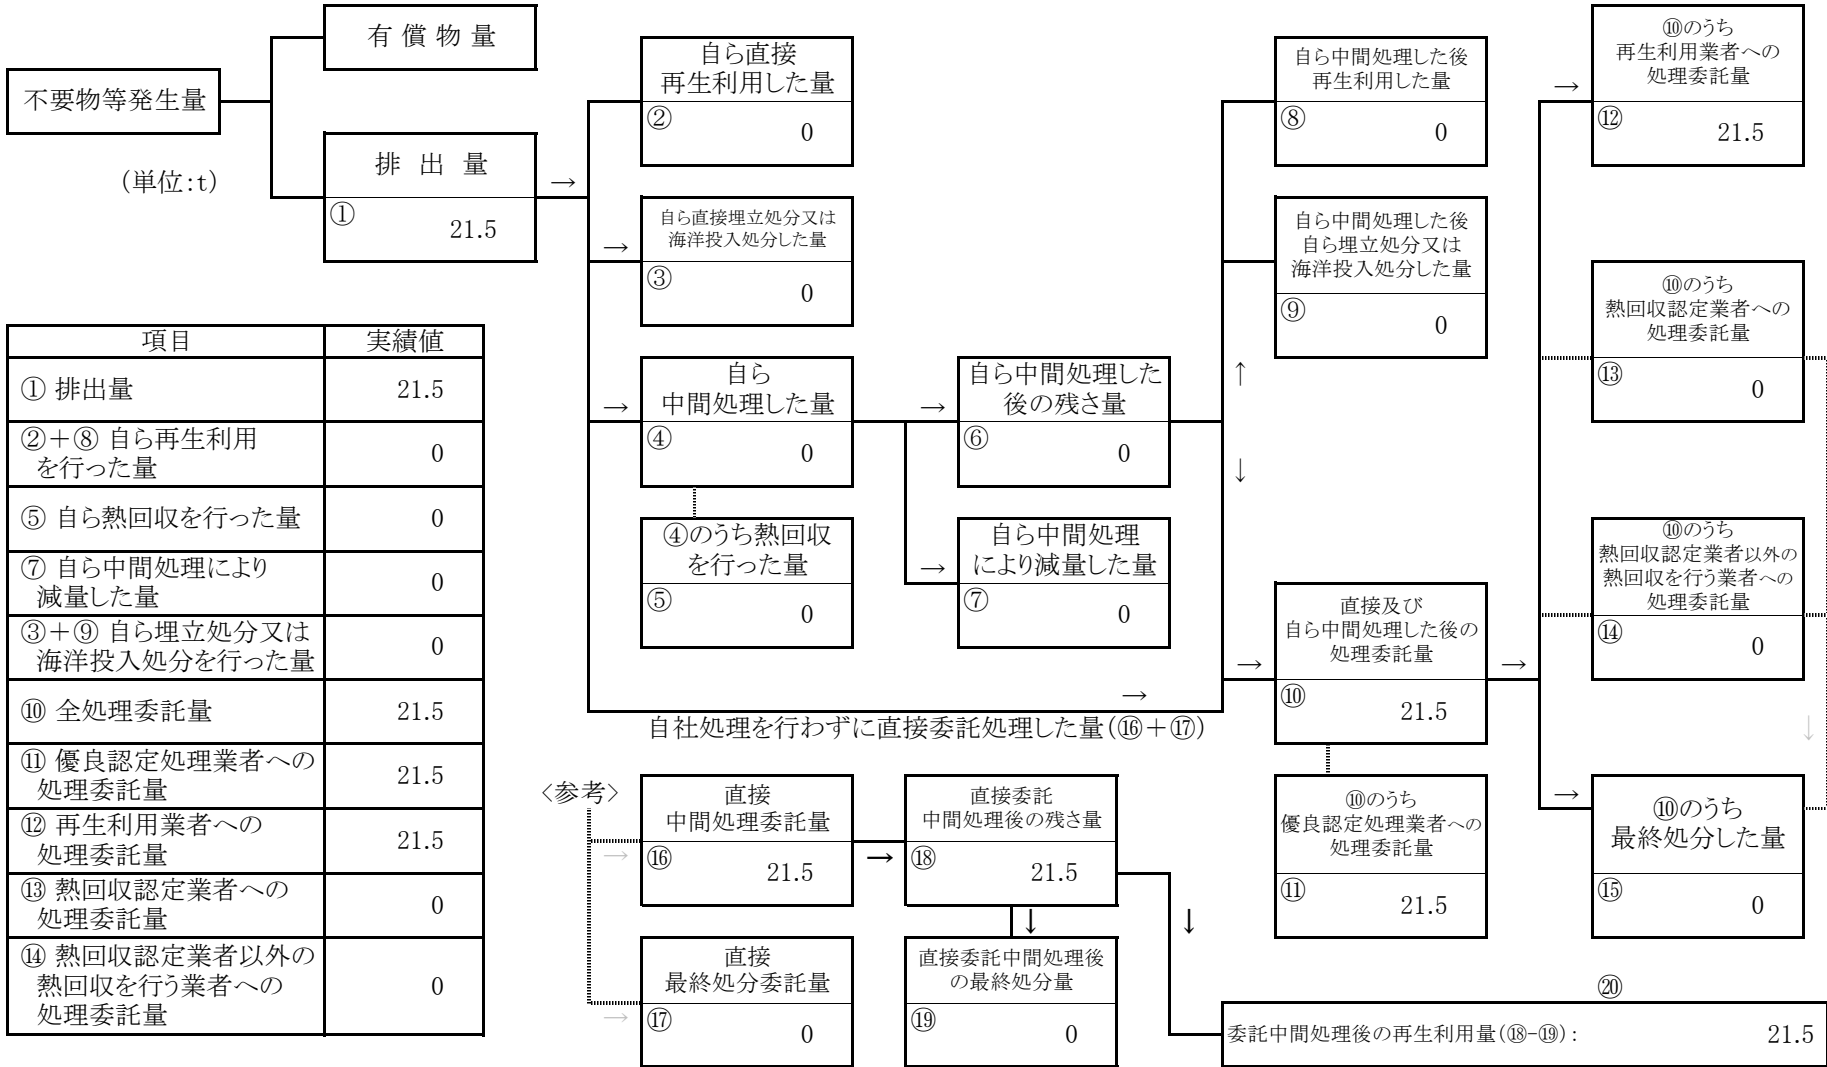 不要物等発生量
(単位:t)
有 償 物 量
排 出 量
→
①
21.5
自ら直接
再生利用した量
②
0
→
自ら直接埋立処分又は
海洋投入処分した量
③
0
→
自ら
中間処理した量
④
0
④のうち熱回収
を行った量
⑤
0
→
自ら中間処理した
後の残さ量
⑥
0
→
自ら中間処理
により減量した量
⑦
0
→
自社処理を行わずに直接委託処理した量(⑯+⑰)
↑
↓
自ら中間処理した後
再生利用した量
⑧
0
自ら中間処理した後
自ら埋立処分又は
海洋投入処分した量
⑨
0
→
直接及び
自ら中間処理した後の
処理委託量
⑩
21.5
→
⑩のうち
優良認定処理業者への
処理委託量
⑪
21.5
→
⑩のうち
再生利用業者への
処理委託量
⑫
21.5
⑩のうち
熱回収認定業者への
処理委託量
⑬
0
⑩のうち
熱回収認定業者以外の
熱回収を行う業者への
処理委託量
⑭
0
↓
→
⑩のうち
最終処分した量
⑮
0
項目 実績値
① 排出量 21.5
②+⑧ 自ら再生利用
を行った量 0
⑤ 自ら熱回収を行った量 0
⑦ 自ら中間処理により
減量した量 0
③+⑨ 自ら埋立処分又は
海洋投入処分を行った量 0
⑩ 全処理委託量 21.5
⑪ 優良認定処理業者への
処理委託量 21.5
⑫ 再生利用業者への
処理委託量 21.5
⑬ 熱回収認定業者への
処理委託量 0
⑭ 熱回収認定業者以外の
熱回収を行う業者への
処理委託量 0
<参考>
→
直接
中間処理委託量
⑯
21.5
→
直接委託
中間処理後の残さ量
⑱
21.5
↓
↓
→
直接
最終処分委託量
⑰
0
直接委託中間処理後
の最終処分量
⑲
0
⑳
委託中間処理後の再生利用量(⑱-⑲): 21.5